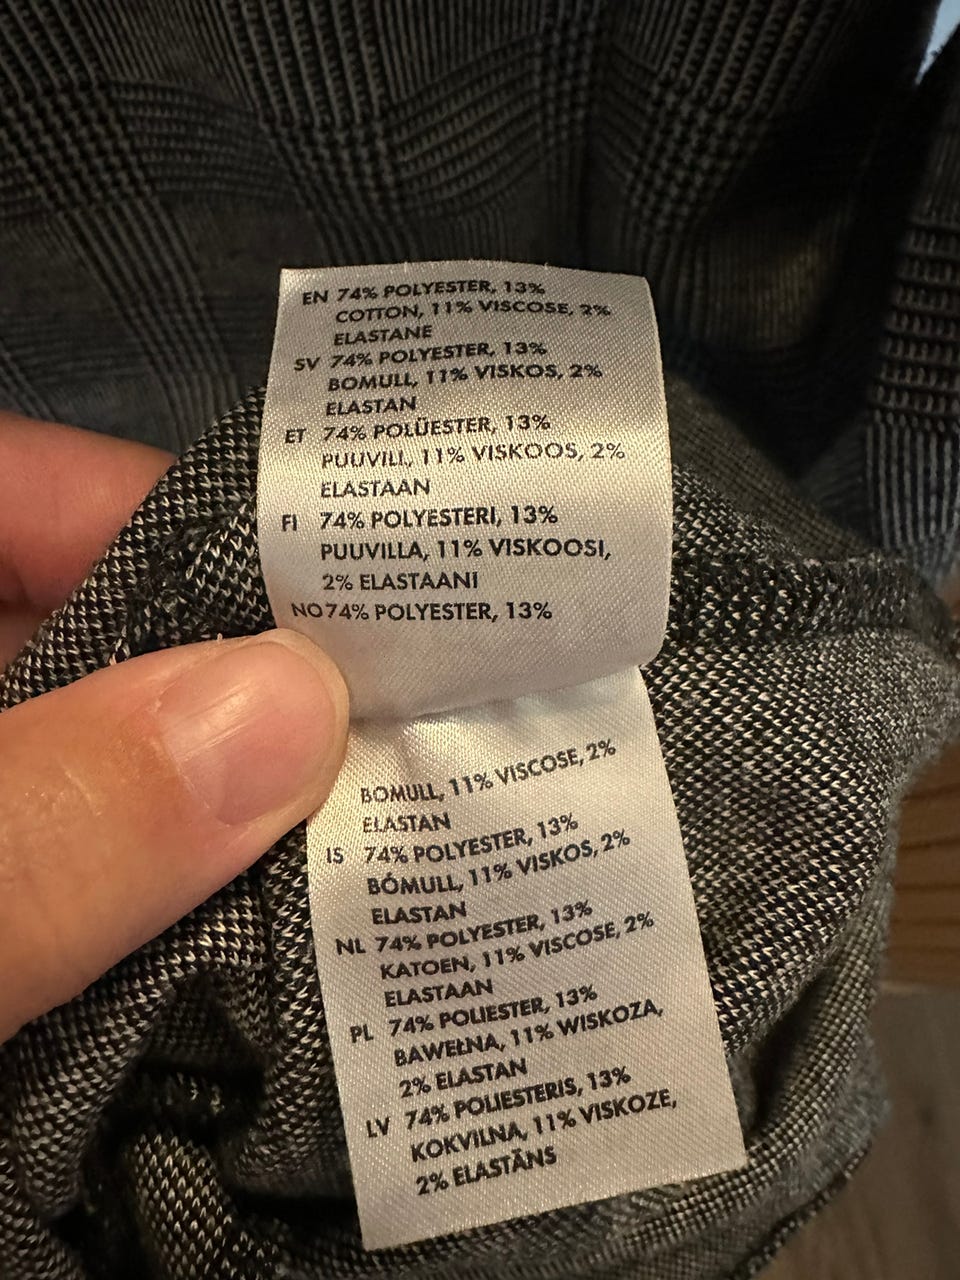 EN 74% POLYESTER, 13%
COTTON, 11% VISCOSE, 2%
ELASTANE
SV 74% POLYESTER, 13%
BOMULL, 11% VISKOS, 2%
ELASTAN
ET 74% POLÜESTER, 13%
PUUVILL, 11% VISKOOS, 2%
ELASTAAN
FI 74% POLYESTERI, 13%
PUUVILLA, 11% VISKOOSI,
2% ELASTAANI
NO 74% POLYESTER, 13%
BOMULL, 11% VISCOSE, 2%
ELASTAN
IS 74% POLYESTER, 13%
BÓMULL, 11% VISKOS, 2%
ELASTAN
NL 74% POLYESTER, 13%
KATOEN, 11% VISCOSE, 2%
ELASTAAN
PL 74% POLIESTER, 13%
BAWEŁNA, 11% WISKOZA,
2% ELASTAN
LV 74% POLIESTERIS, 13%
KOKVILNA, 11% VISKOZE,
2% ELASTĀNS